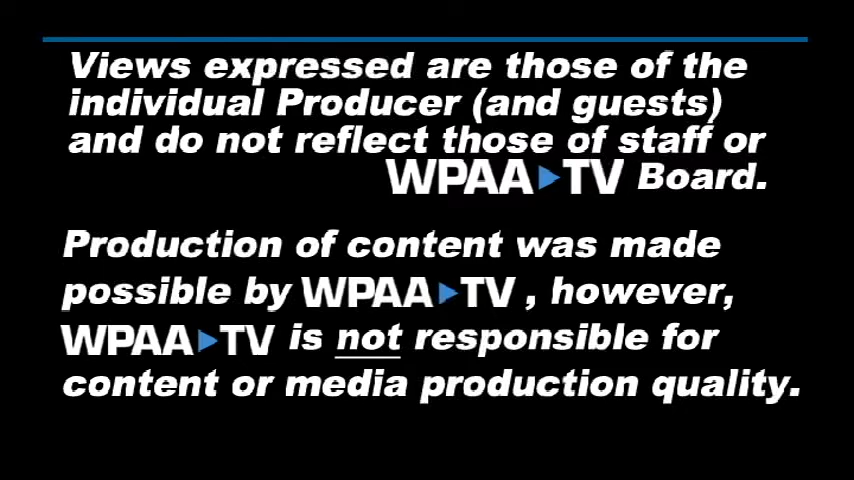 Views expressed are those of the
individual Producer (and guests)
and do not reflect those of staff or
WPAA▶TV Board.
Production of content was made
possible by WPAA▶TV , however,
WPAA▶TV is not responsible for
content or media production quality.